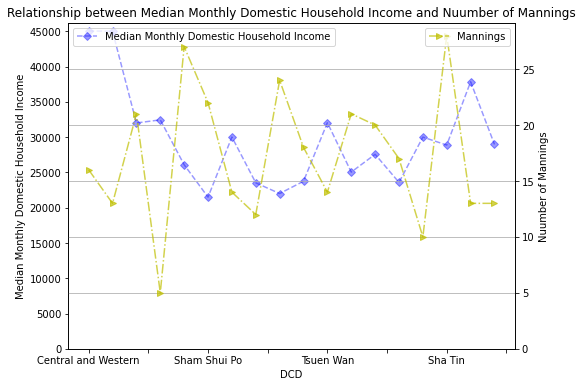 Relationship between Median Monthly Domestic Household Income and Nuumber of Mannings
Median Monthly Domestic Household Income
Mannings
45000
40000
35000
30000
25000
20000
15000
10000
5000
0
Median Monthly Domestic Household Income
25
20
15
10
5
0
Nuumber of Mannings
Central and Western
Sham Shui Po
Tsuen Wan
Sha Tin
DCD